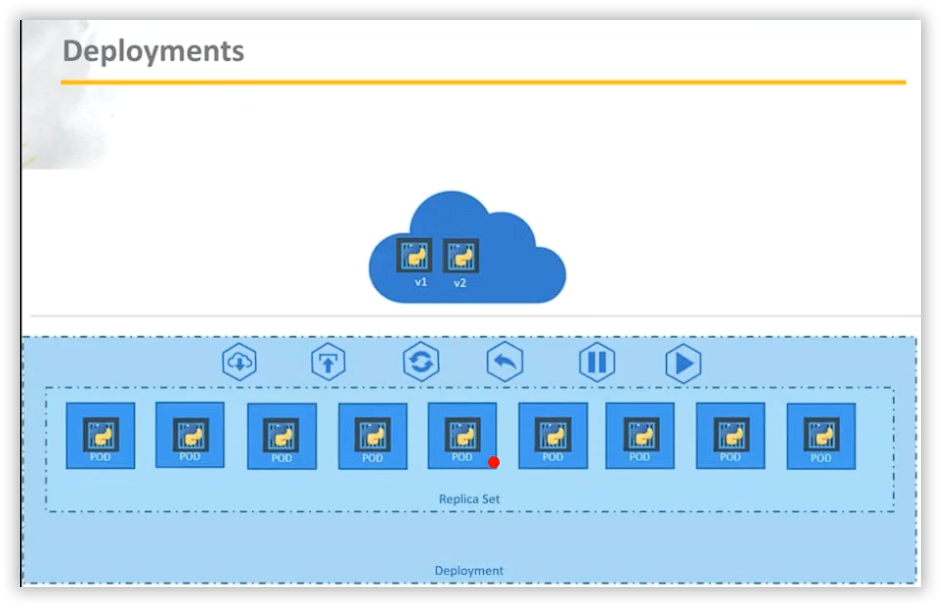 Deployments
v1 v2
POD POD POD POD POD POD POD POD POD
Replica Set
Deployment